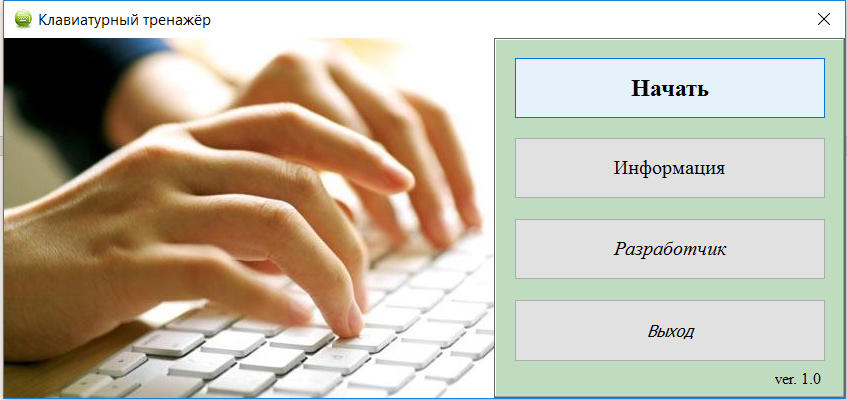 Клавиатурный тренажёр
Начать
Информация
Разработчик
Выход
ver. 1.0